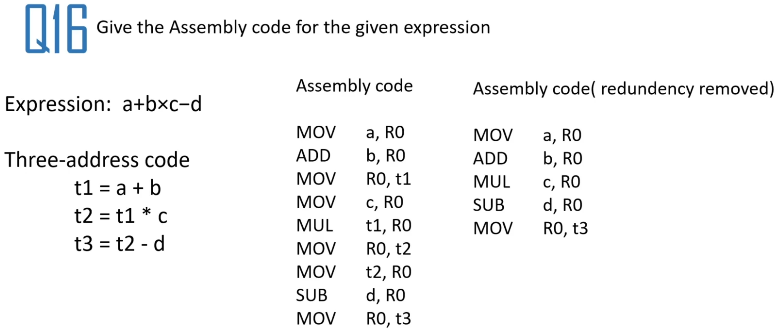 Q16 Give the Assembly code for the given expression
Expression: a+b×c−d
Three-address code
t1 = a + b
t2 = t1 * c
t3 = t2 - d
Assembly code
MOV a, R0
ADD b, R0
MOV R0, t1
MOV c, R0
MUL t1, R0
MOV R0, t2
MOV t2, R0
SUB d, R0
MOV R0, t3
Assembly code( redundancy removed)
MOV a, R0
ADD b, R0
MUL c, R0
SUB d, R0
MOV R0, t3